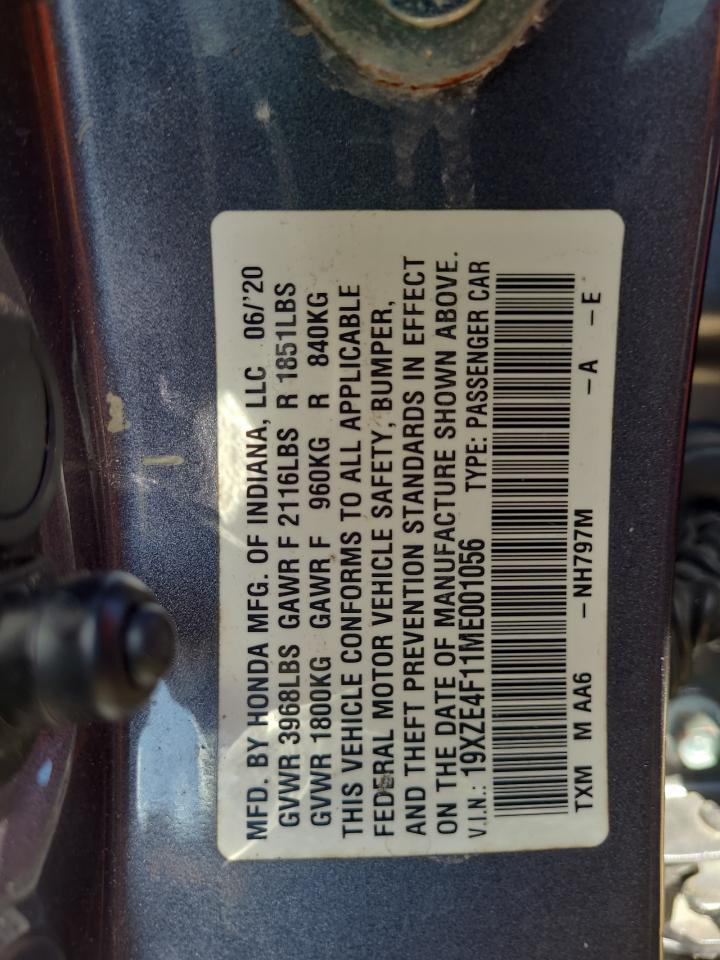 MFD. BY HONDA MFG. OF INDIANA, LLC 06/'20
GVWR 3968LBS GAWR F 2116LBS R 1851LBS
GVWR 1800KG GAWR F 960KG R 840KG
THIS VEHICLE CONFORMS TO ALL APPLICABLE
FEDERAL MOTOR VEHICLE SAFETY, BUMPER,
AND THEFT PREVENTION STANDARDS IN EFFECT
ON THE DATE OF MANUFACTURE SHOWN ABOVE.
V.I.N.: 19XZE4F11ME001056 TYPE: PASSENGER CAR
TXM M AA6 – NH797M – A – E